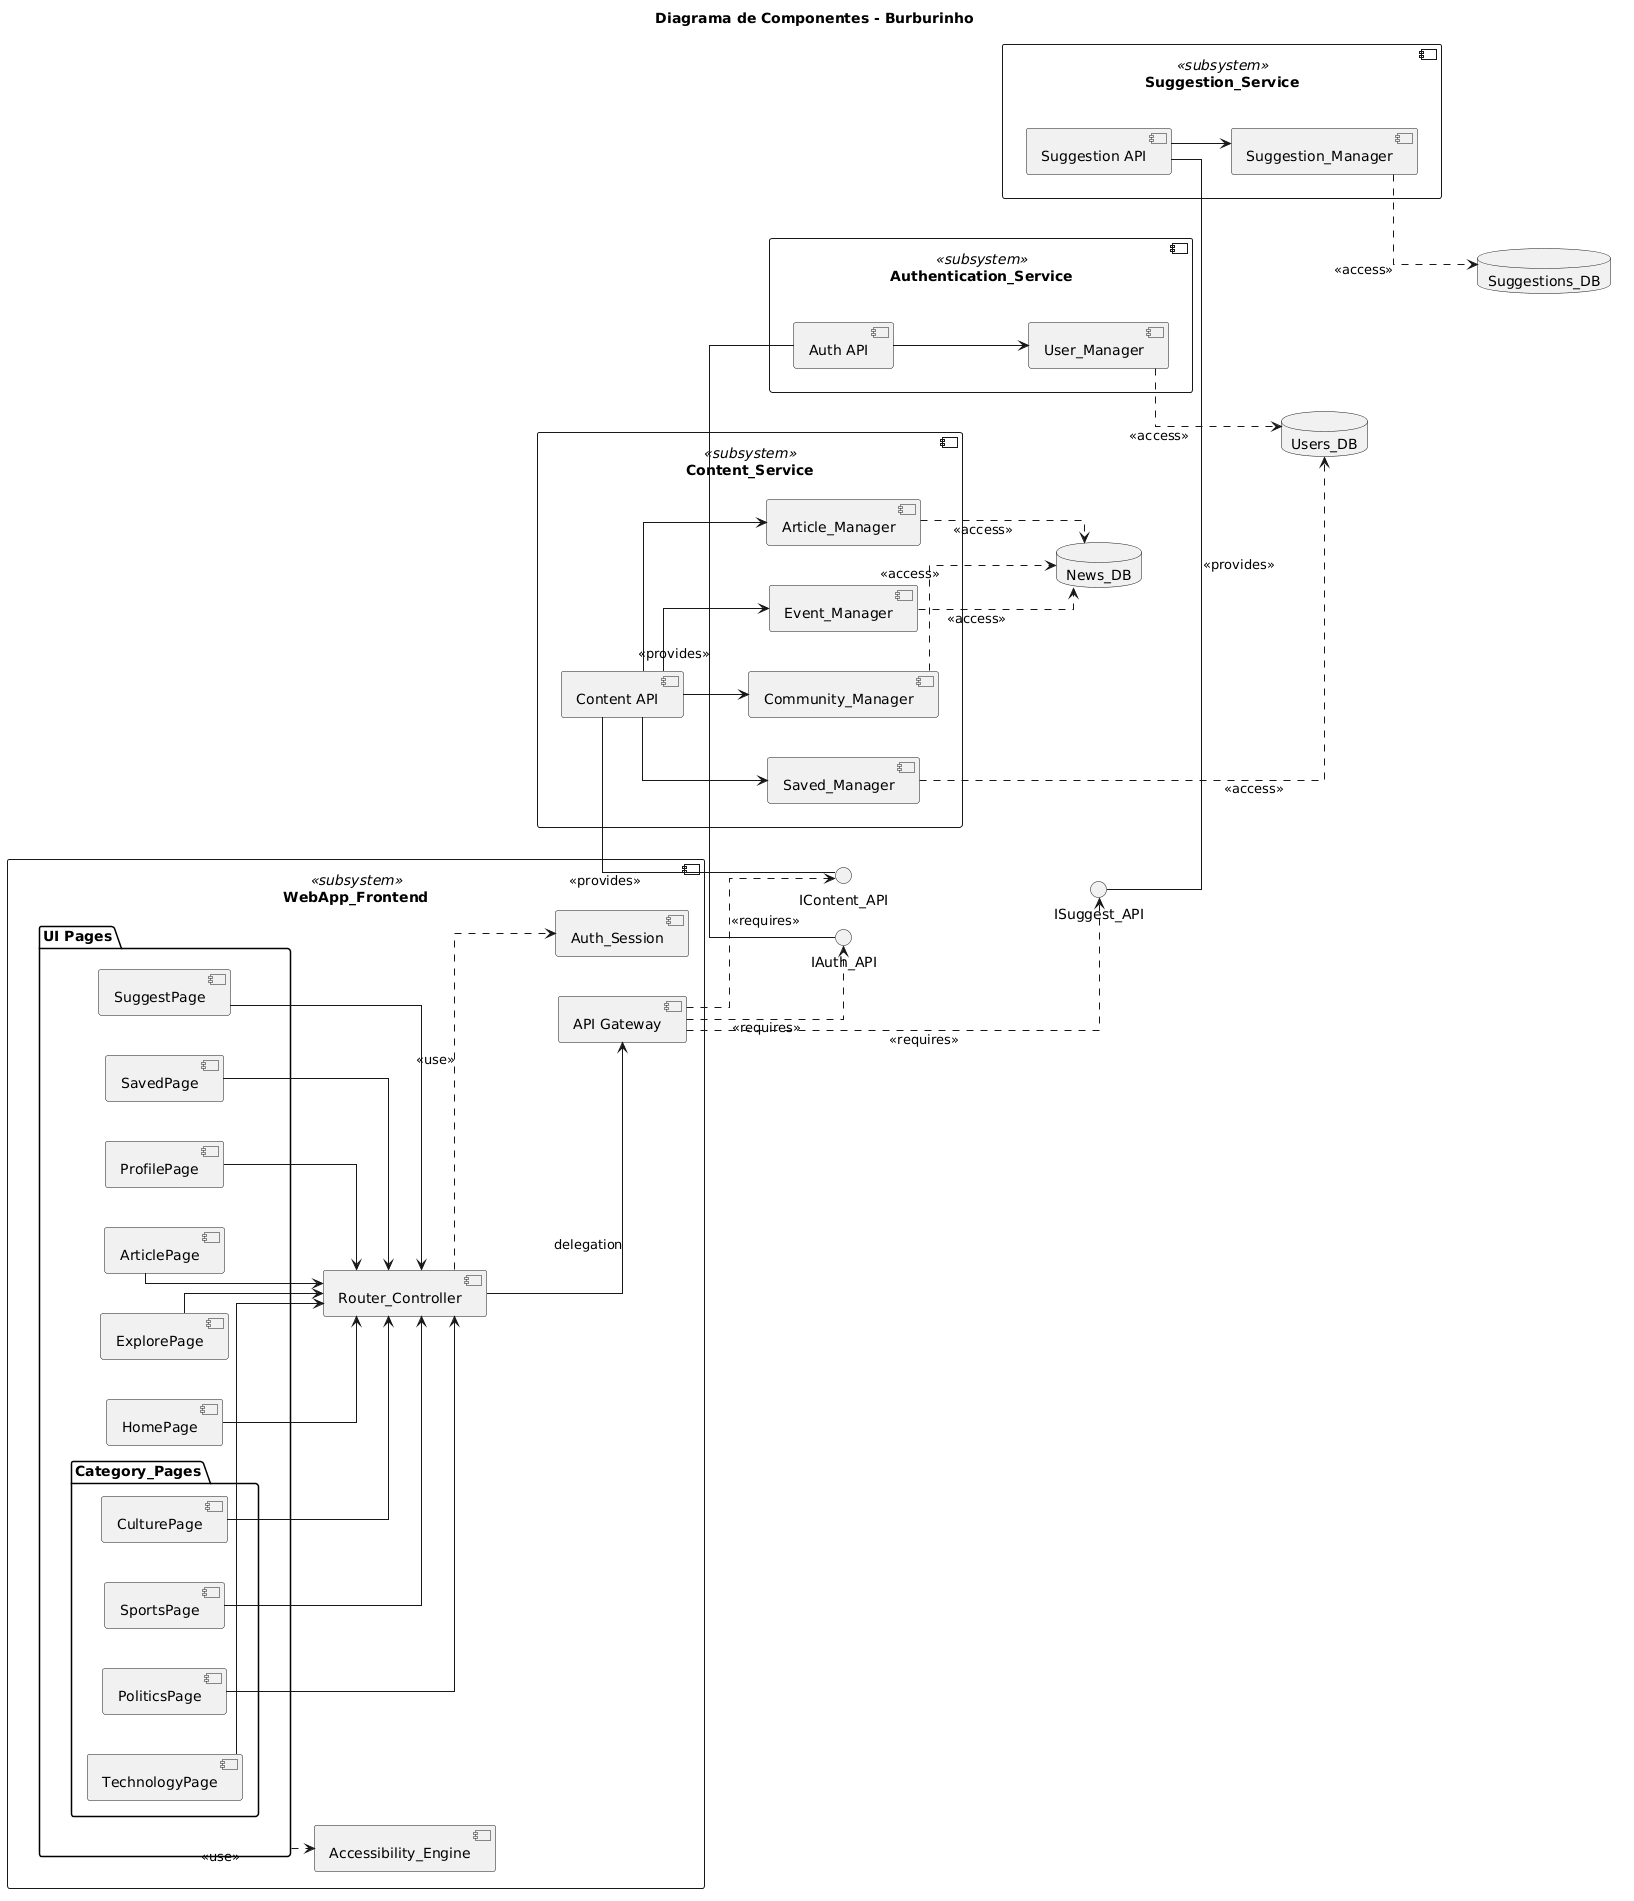 Diagrama de Componentes - Burburinho
«subsystem»
Suggestion_Service
Suggestion API
Suggestion_Manager
«access»
Suggestions_DB
«subsystem»
Authentication_Service
Auth API
User_Manager
«access»
Users_DB
«subsystem»
Content_Service
Article_Manager
«access»
News_DB
«provides»
«access»
Event_Manager
«access»
«provides»
Content API
Community_Manager
Saved_Manager
«access»
«subsystem»
WebApp_Frontend
«provides»
IContent_API
ISuggest_API
«requires»
UI Pages
Auth_Session
IAuth_API
SuggestPage
API Gateway
«requires»
«requires»
«use»
SavedPage
ProfilePage
delegation
ArticlePage
Router_Controller
ExplorePage
HomePage
Category_Pages
CulturePage
SportsPage
PoliticsPage
TechnologyPage
«use»
Accessibility_Engine